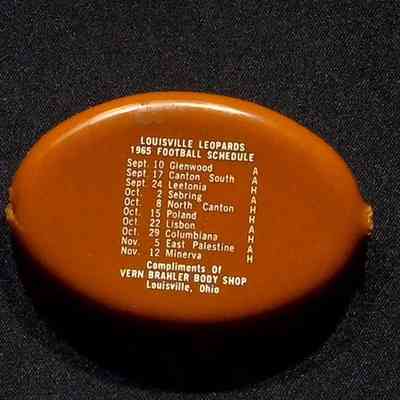 LOUISVILLE LEOPARDS
1965 FOOTBALL SCHEDULE
Sept. 10 Glenwood A
Sept. 17 Canton South A
Sept. 24 Leetonia H
Oct. 2 Sebring A
Oct. 8 North Canton H
Oct. 15 Poland H
Oct. 22 Lisbon A
Oct. 29 Columbiana H
Nov. 5 East Palestine A
Nov. 12 Minerva H
Compliments Of
VERN BRAHLER BODY SHOP
Louisville, Ohio